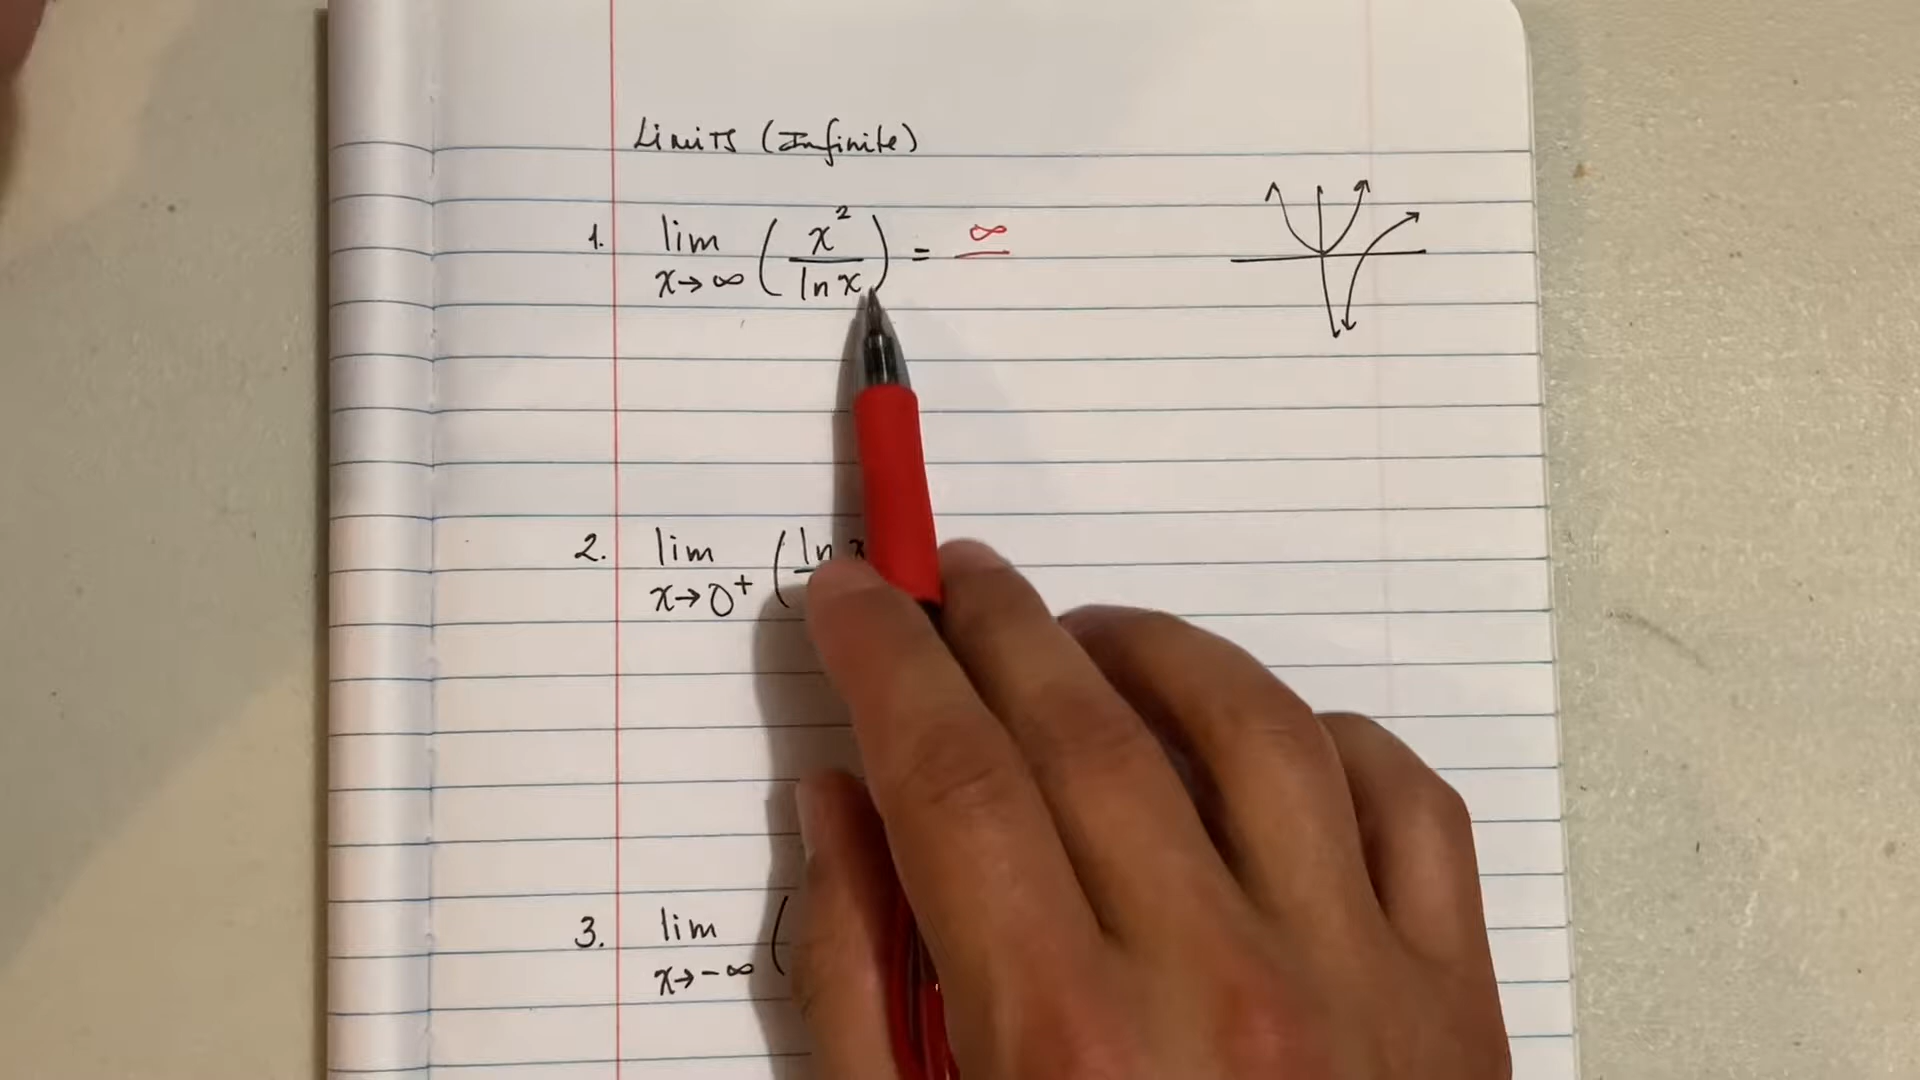 Limits (Infinite)
1. lim x→∞ (x²/ln x) = ∞
2. lim x→0⁺ (ln x
3. lim x→-∞ (